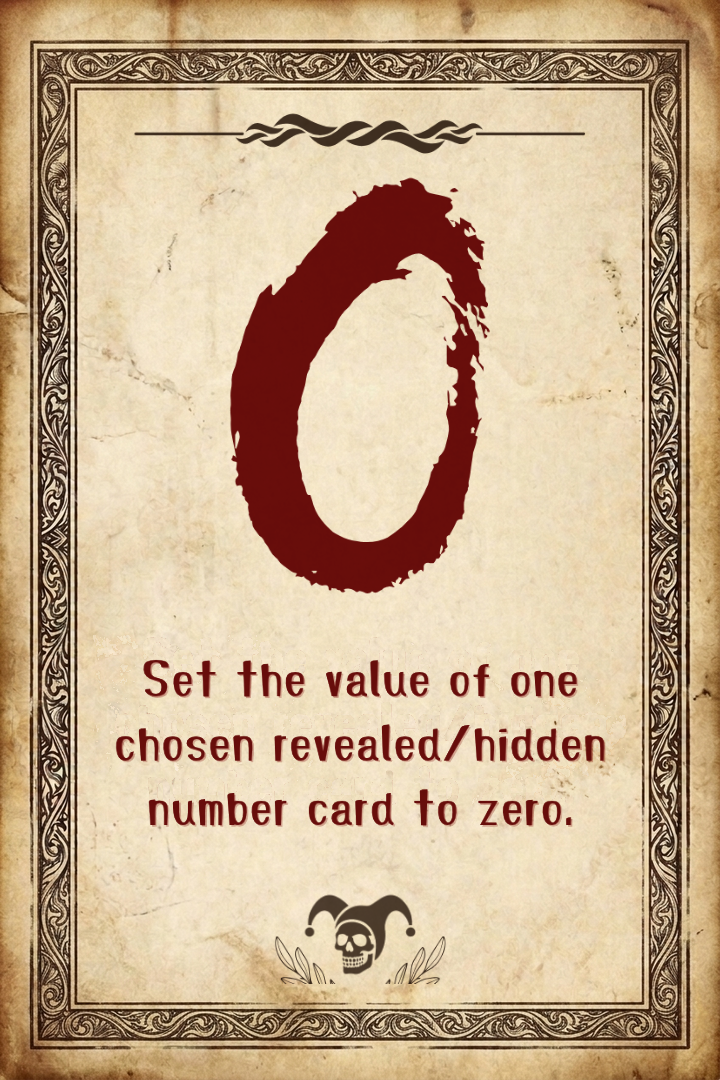 0
Set the value of one
chosen revealed/hidden
number card to zero.